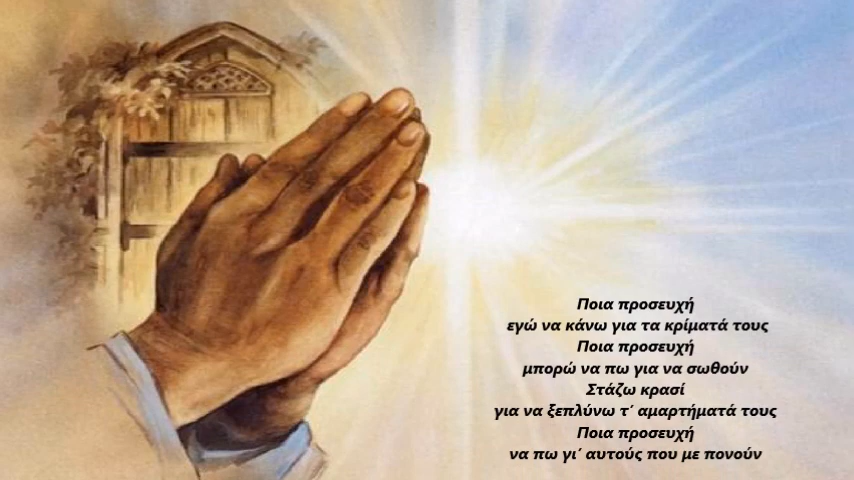 Ποια προσευχή
εγώ να κάνω για τα κρίματά τους
Ποια προσευχή
μπορώ να πω για να σωθούν
Στάζω κρασί
για να ξεπλύνω τ΄ αμαρτήματά τους
Ποια προσευχή
να πω γι΄ αυτούς που με πονούν